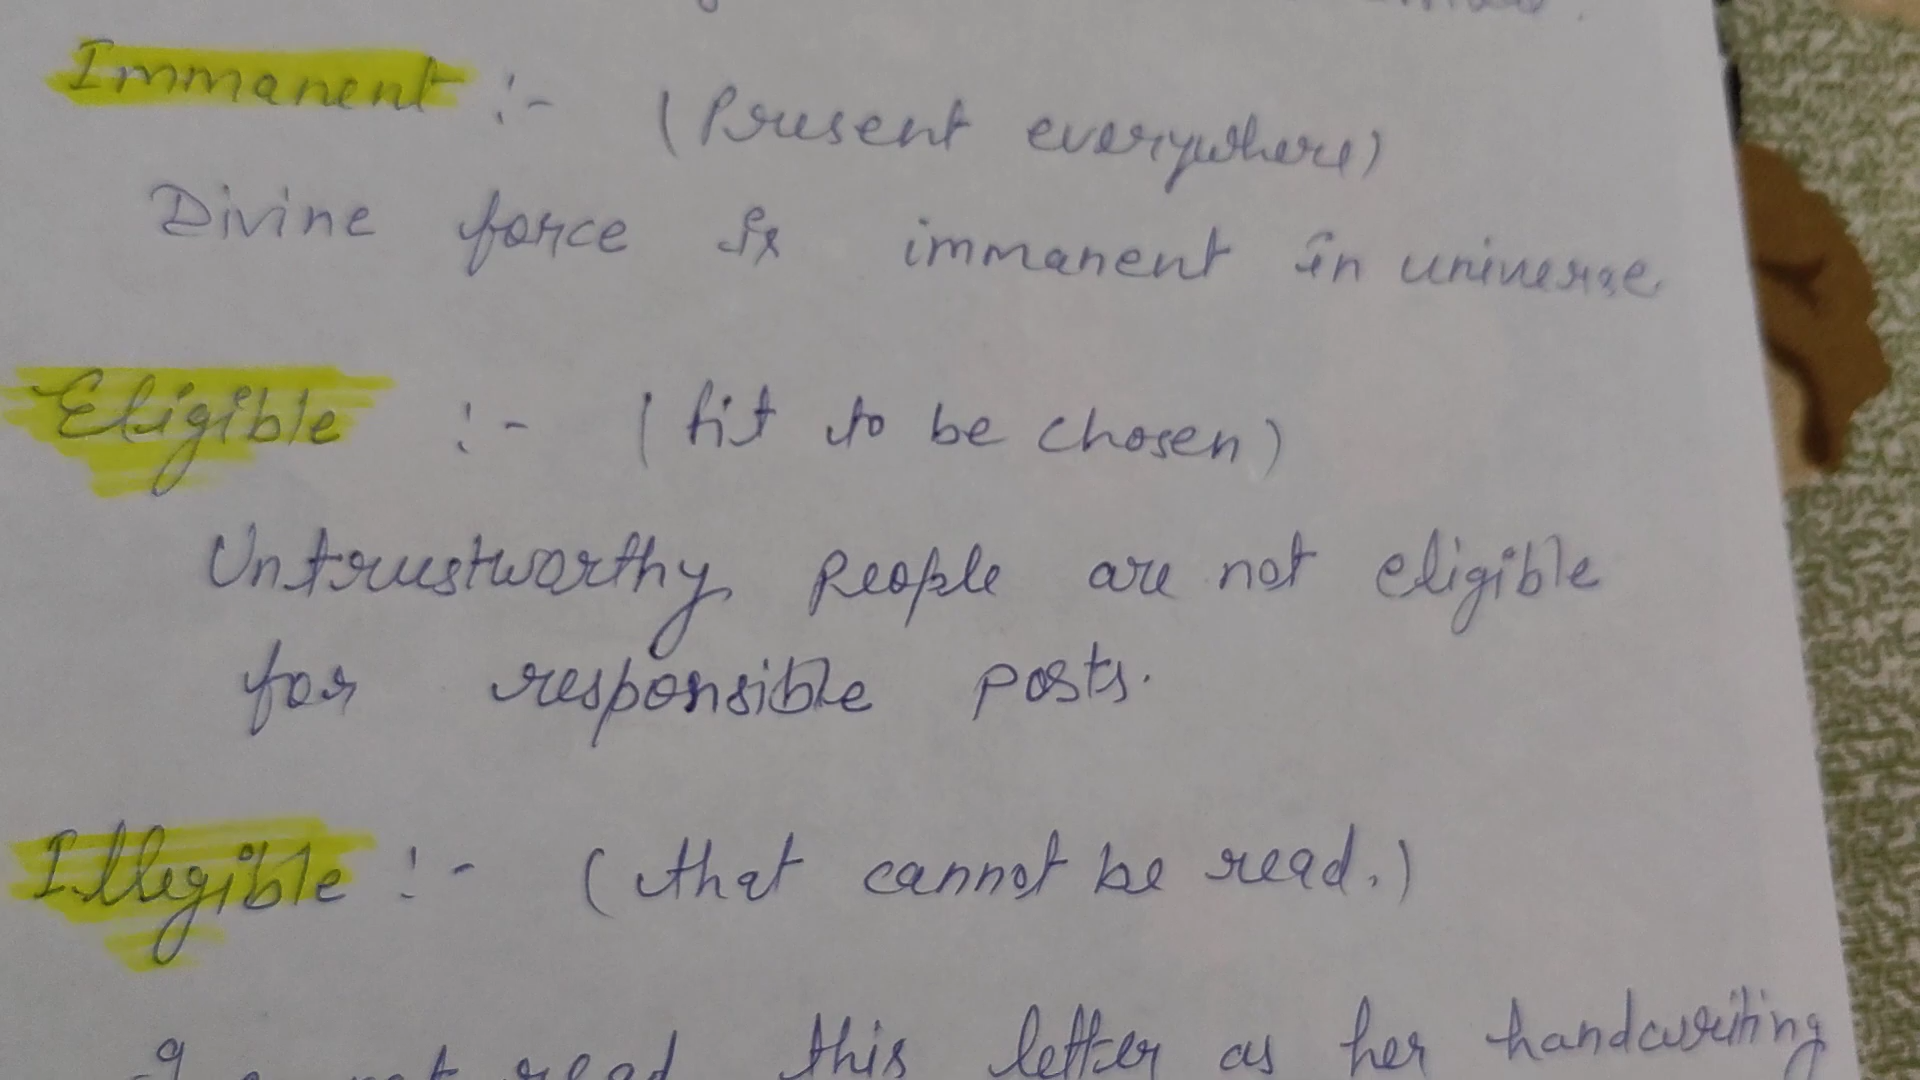 Immanent :- (Present everywhere)
Divine force is immanent in universe
Eligible :- (fit to be chosen)
Untrustworthy People are not eligible
for responsible posts.
Illegible :- (that cannot be read.)
read this letter as her handwriting